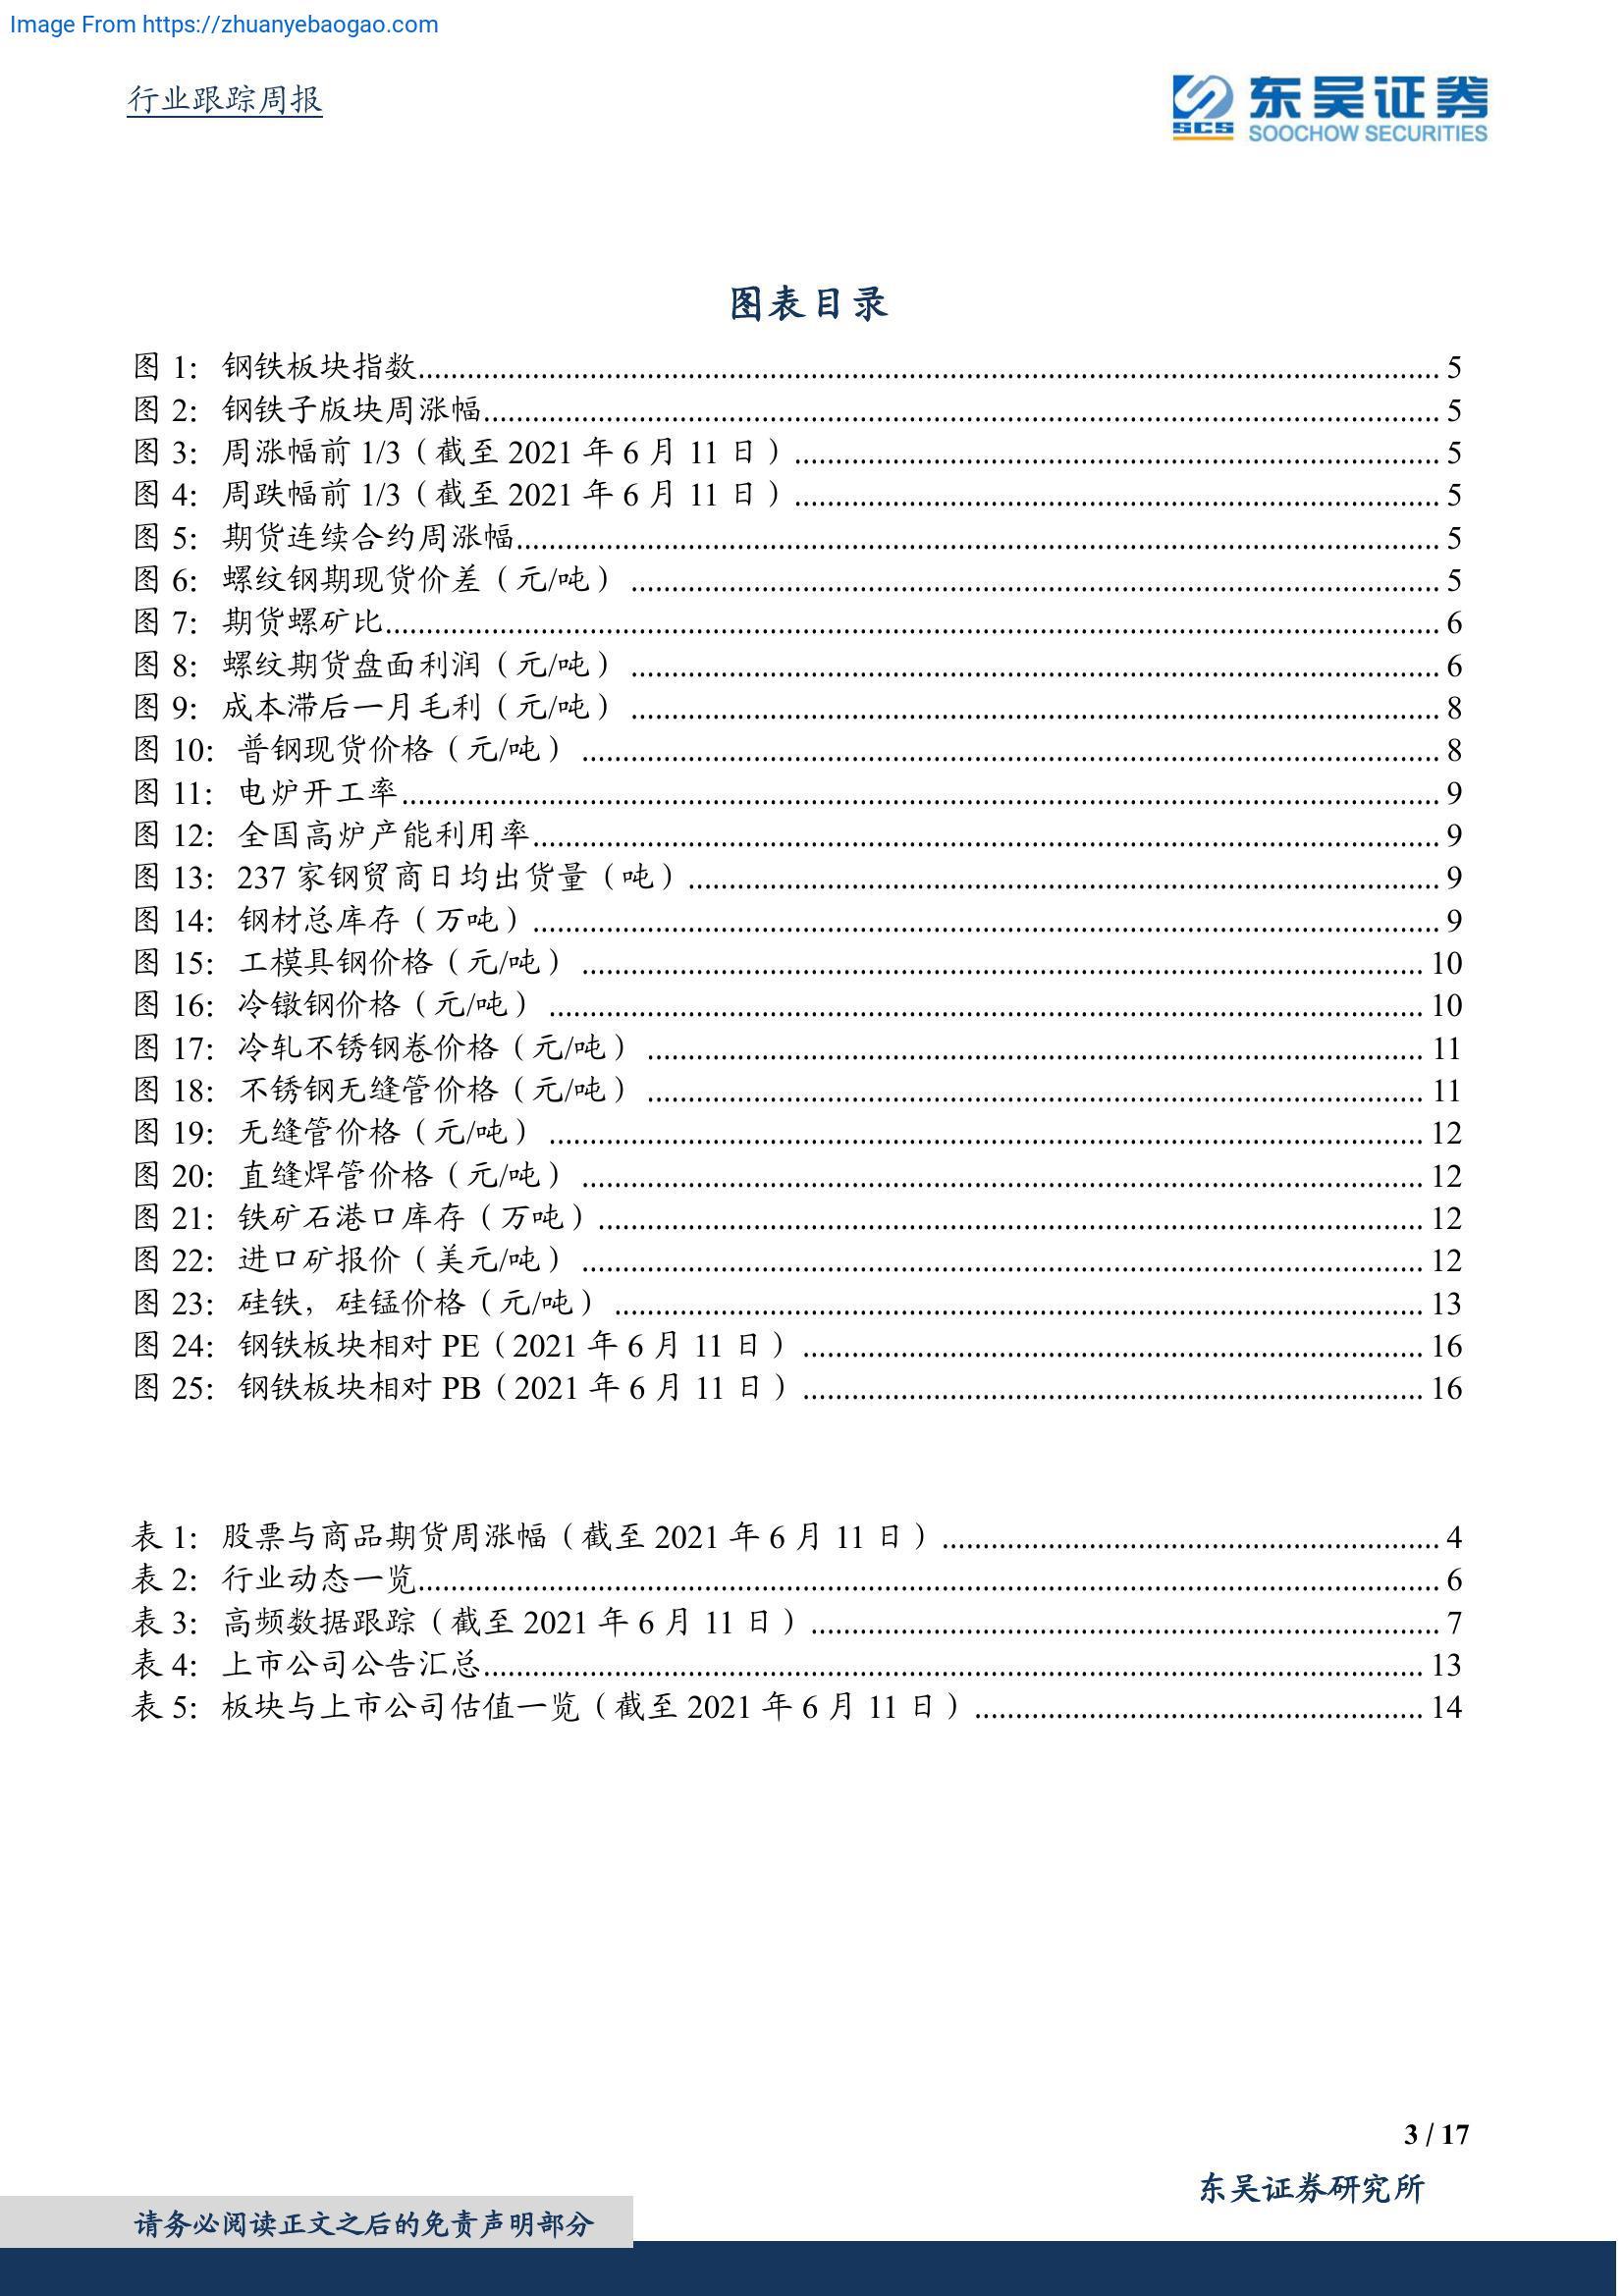 Image From https://zhuanyebaogao.com
行业跟踪周报
东吴证券
SCS
SOOCHOW SECURITIES
图表目录
图 1：钢铁板块指数........ 5
图 2：钢铁子版块周涨幅........ 5
图 3：周涨幅前 1/3（截至 2021 年 6 月 11 日）........ 5
图 4：周跌幅前 1/3（截至 2021 年 6 月 11 日）........ 5
图 5：期货连续合约周涨幅........ 5
图 6：螺纹钢期现货价差（元/吨）........ 5
图 7：期货螺矿比........ 6
图 8：螺纹期货盘面利润（元/吨）........ 6
图 9：成本滞后一月毛利（元/吨）........ 8
图 10：普钢现货价格（元/吨）........ 8
图 11：电炉开工率........ 9
图 12：全国高炉产能利用率........ 9
图 13：237 家钢贸商日均出货量（吨）........ 9
图 14：钢材总库存（万吨）........ 9
图 15：工模具钢价格（元/吨）........ 10
图 16：冷镦钢价格（元/吨）........ 10
图 17：冷轧不锈钢卷价格（元/吨）........ 11
图 18：不锈钢无缝管价格（元/吨）........ 11
图 19：无缝管价格（元/吨）........ 12
图 20：直缝焊管价格（元/吨）........ 12
图 21：铁矿石港口库存（万吨）........ 12
图 22：进口矿报价（美元/吨）........ 12
图 23：硅铁，硅锰价格（元/吨）........ 13
图 24：钢铁板块相对 PE（2021 年 6 月 11 日）........ 16
图 25：钢铁板块相对 PB（2021 年 6 月 11 日）........ 16
表 1：股票与商品期货周涨幅（截至 2021 年 6 月 11 日）........ 4
表 2：行业动态一览........ 6
表 3：高频数据跟踪（截至 2021 年 6 月 11 日）........ 7
表 4：上市公司公告汇总........ 13
表 5：板块与上市公司估值一览（截至 2021 年 6 月 11 日）........ 14
3 / 17
东吴证券研究所
请务必阅读正文之后的免责声明部分